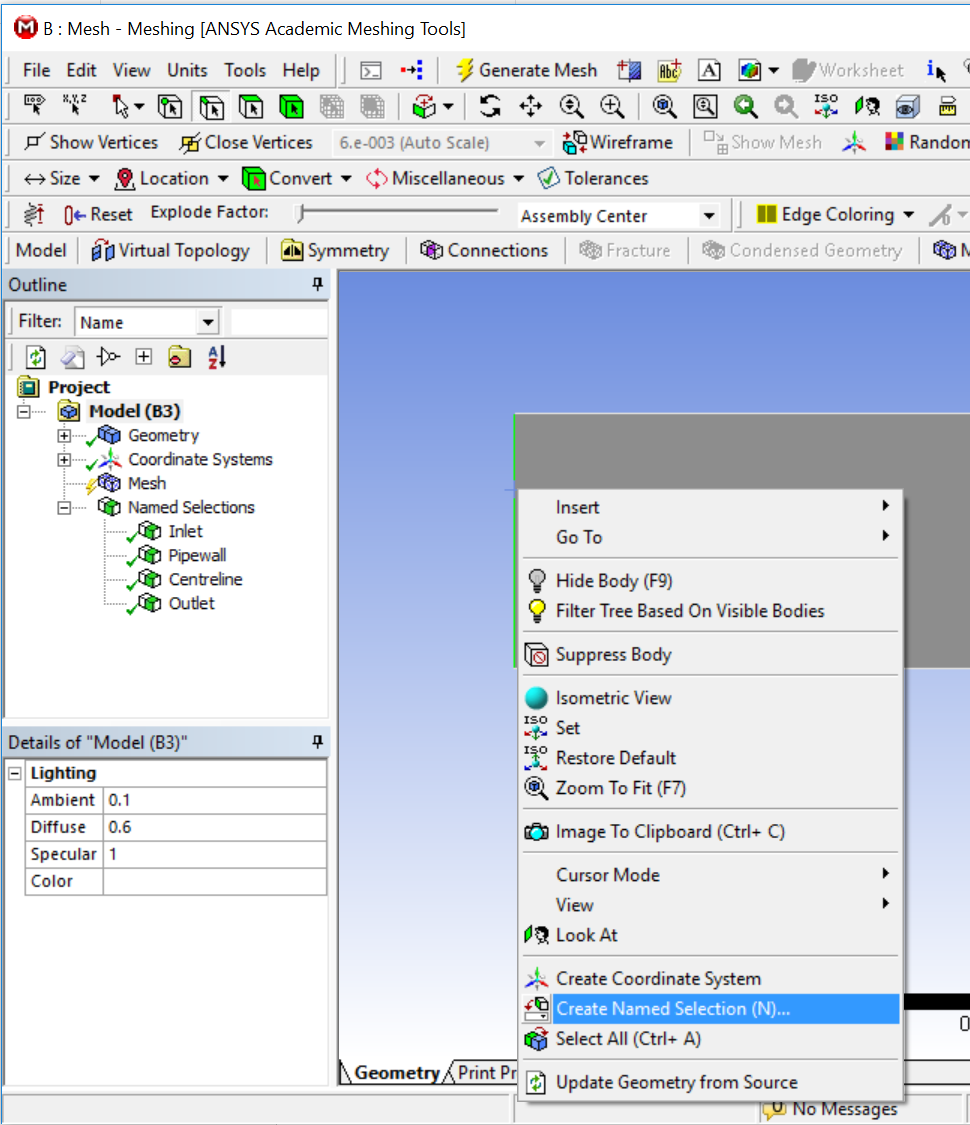 B : Mesh - Meshing [ANSYS Academic Meshing Tools]
File Edit View Units Tools Help Generate Mesh Abc A Worksheet i
X,Y,Z ISO
Show Vertices Close Vertices 6.e-003 (Auto Scale) Wireframe Show Mesh Random
Size Location Convert Miscellaneous Tolerances
Reset Explode Factor: Assembly Center Edge Coloring
Model Virtual Topology Symmetry Connections Fracture Condensed Geometry M
Outline
Filter: Name
A Z
Project
Model (B3)
Geometry
Coordinate Systems
Mesh
Named Selections
Inlet
Pipewall
Centreline
Outlet
Details of "Model (B3)"
Lighting
Ambient 0.1
Diffuse 0.6
Specular 1
Color
Insert
Go To
Hide Body (F9)
Filter Tree Based On Visible Bodies
Suppress Body
Isometric View
ISO Set
ISO Restore Default
Zoom To Fit (F7)
Image To Clipboard (Ctrl+ C)
Cursor Mode
View
Look At
Create Coordinate System
Create Named Selection (N)...
Select All (Ctrl+ A)
Update Geometry from Source
0
Geometry Print Pr
No Messages